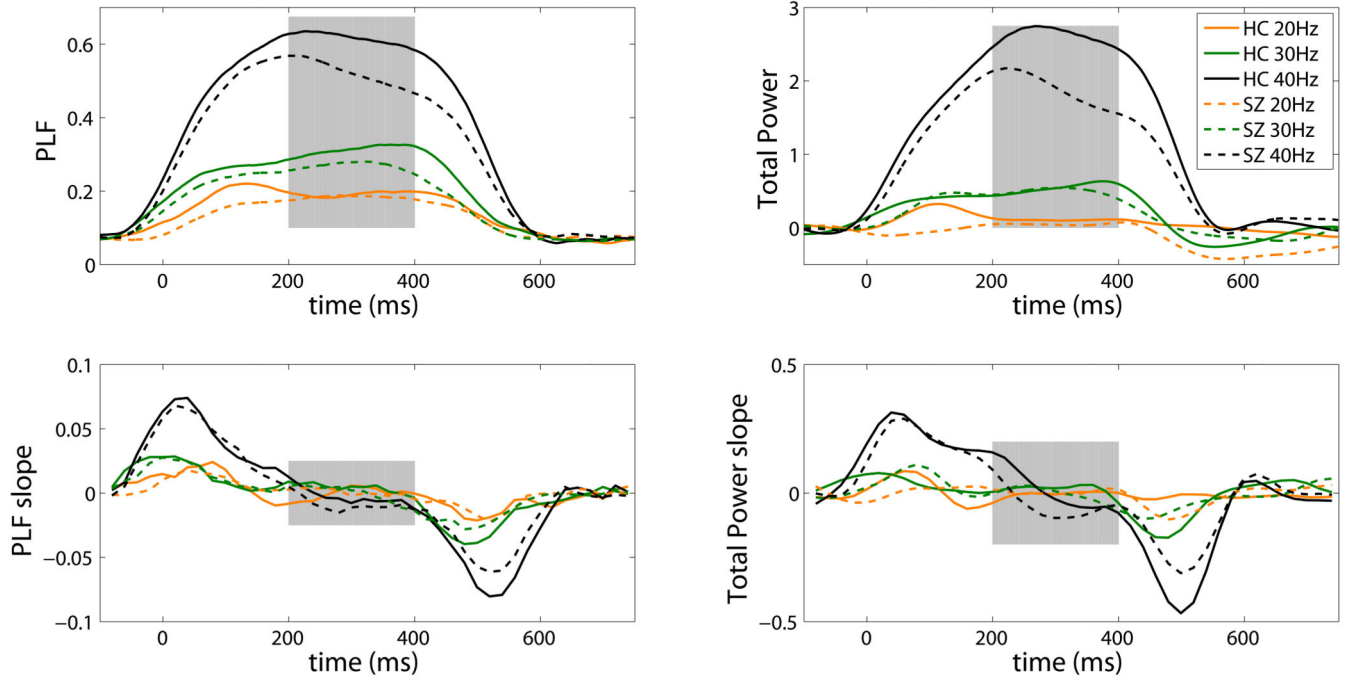 PLF
0.6
0.4
0.2
0
0
200
400
600
time (ms)
Total Power
3
2
1
0
0
200
400
600
time (ms)
HC 20Hz
HC 30Hz
HC 40Hz
SZ 20Hz
SZ 30Hz
SZ 40Hz
PLF slope
0.1
0.05
0
−0.05
−0.1
0
200
400
600
time (ms)
Total Power slope
0.5
0
−0.5
0
200
400
600
time (ms)